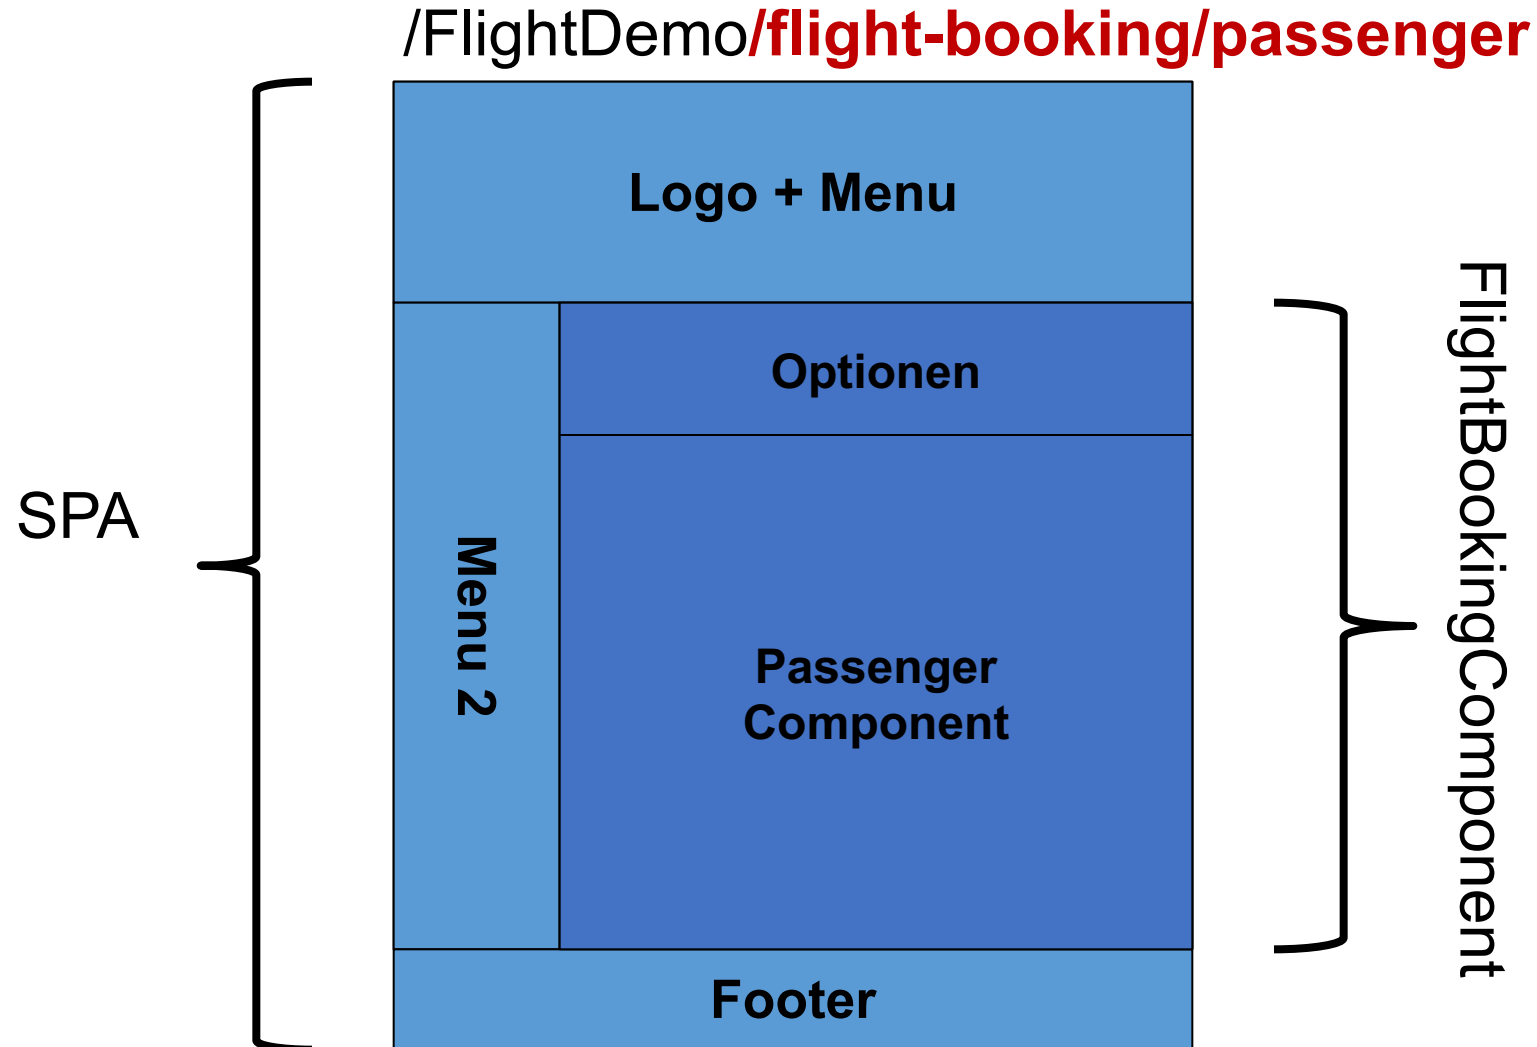 /FlightDemo/flight-booking/passenger
Logo + Menu
Optionen
SPA
Menu 2
Passenger
Component
FlightBookingComponent
Footer